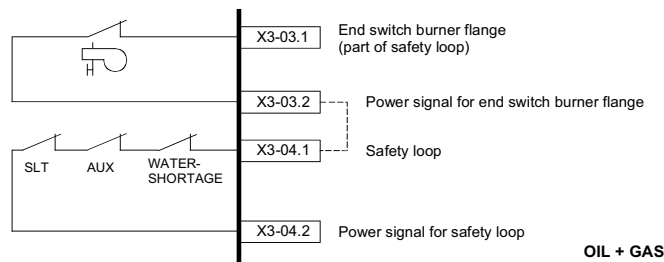 X3-03.1 End switch burner flange
(part of safety loop)
X3-03.2 Power signal for end switch burner flange
X3-04.1 Safety loop
SLT AUX WATER-
SHORTAGE
X3-04.2 Power signal for safety loop
OIL + GAS